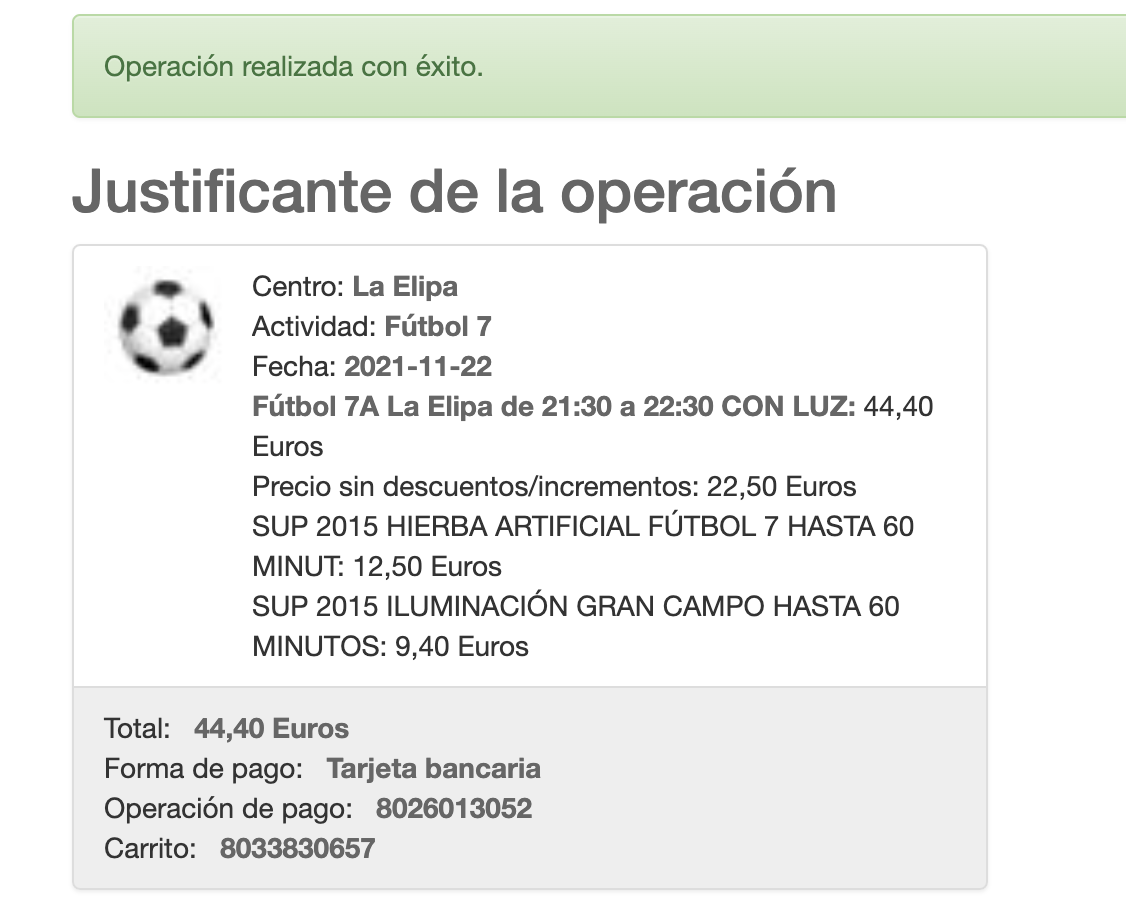 Operación realizada con éxito.
Justificante de la operación
Centro: La Elipa
Actividad: Fútbol 7
Fecha: 2021-11-22
Fútbol 7A La Elipa de 21:30 a 22:30 CON LUZ: 44,40
Euros
Precio sin descuentos/incrementos: 22,50 Euros
SUP 2015 HIERBA ARTIFICIAL FÚTBOL 7 HASTA 60
MINUT: 12,50 Euros
SUP 2015 ILUMINACIÓN GRAN CAMPO HASTA 60
MINUTOS: 9,40 Euros
Total: 44,40 Euros
Forma de pago: Tarjeta bancaria
Operación de pago: 8026013052
Carrito: 8033830657